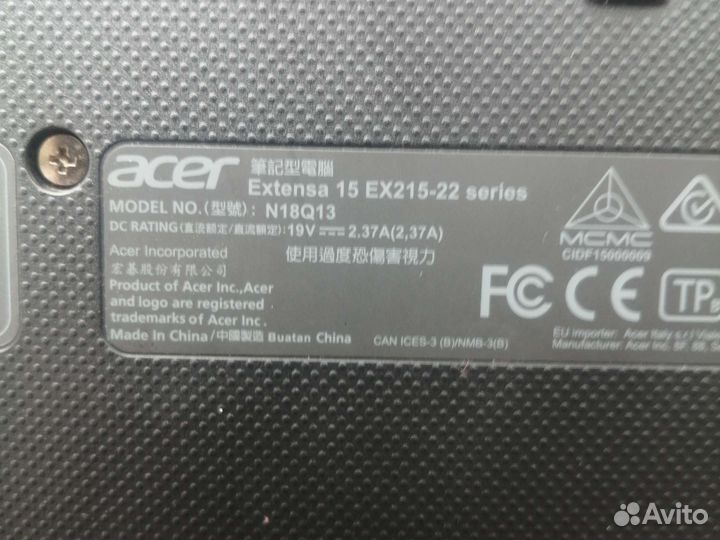 acer 筆記型電腦
Extensa 15 EX215-22 series
MODEL NO.(型號): N18Q13
DC RATING(直流額定/直流額定):19V⎓2.37A(2,37A)
Acer Incorporated 使用過度恐傷害視力
宏碁股份有限公司
Product of Acer Inc.,Acer
and logo are registered
trademarks of Acer Inc.
Made In China/中國製造 Buatan China
CAN ICES-3 (B)/NMB-3(B)
MCMC
CIDF15000009
FC CE TP
EU importer: Acer Italy s.r.l
Manufacturer: Acer Inc. 8F, 88,
Avito